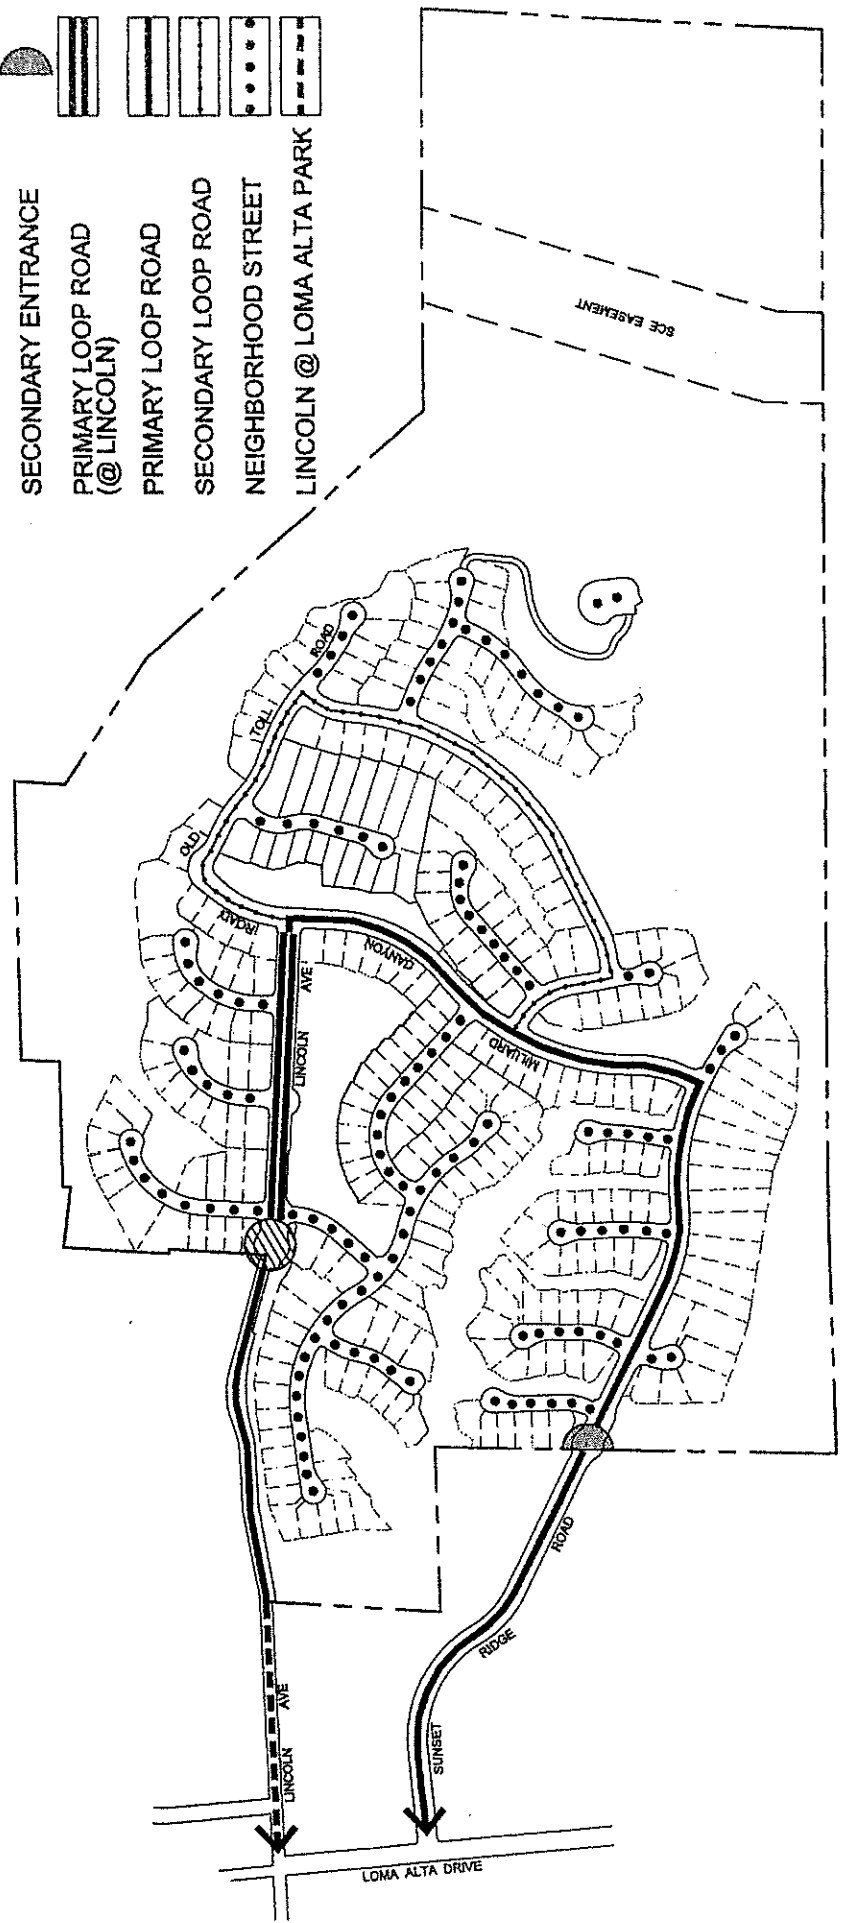 SECONDARY ENTRANCE
PRIMARY LOOP ROAD
(@ LINCOLN)
PRIMARY LOOP ROAD
SECONDARY LOOP ROAD
NEIGHBORHOOD STREET
LINCOLN @ LOMA ALTA PARK
SCE EASEMENT
OLD
TOLL
ROAD
ROAD
CANYON
MILLARD
LINCOLN
AVE
LINCOLN
AVE
SUNSET
RIDGE
ROAD
LOMA ALTA DRIVE